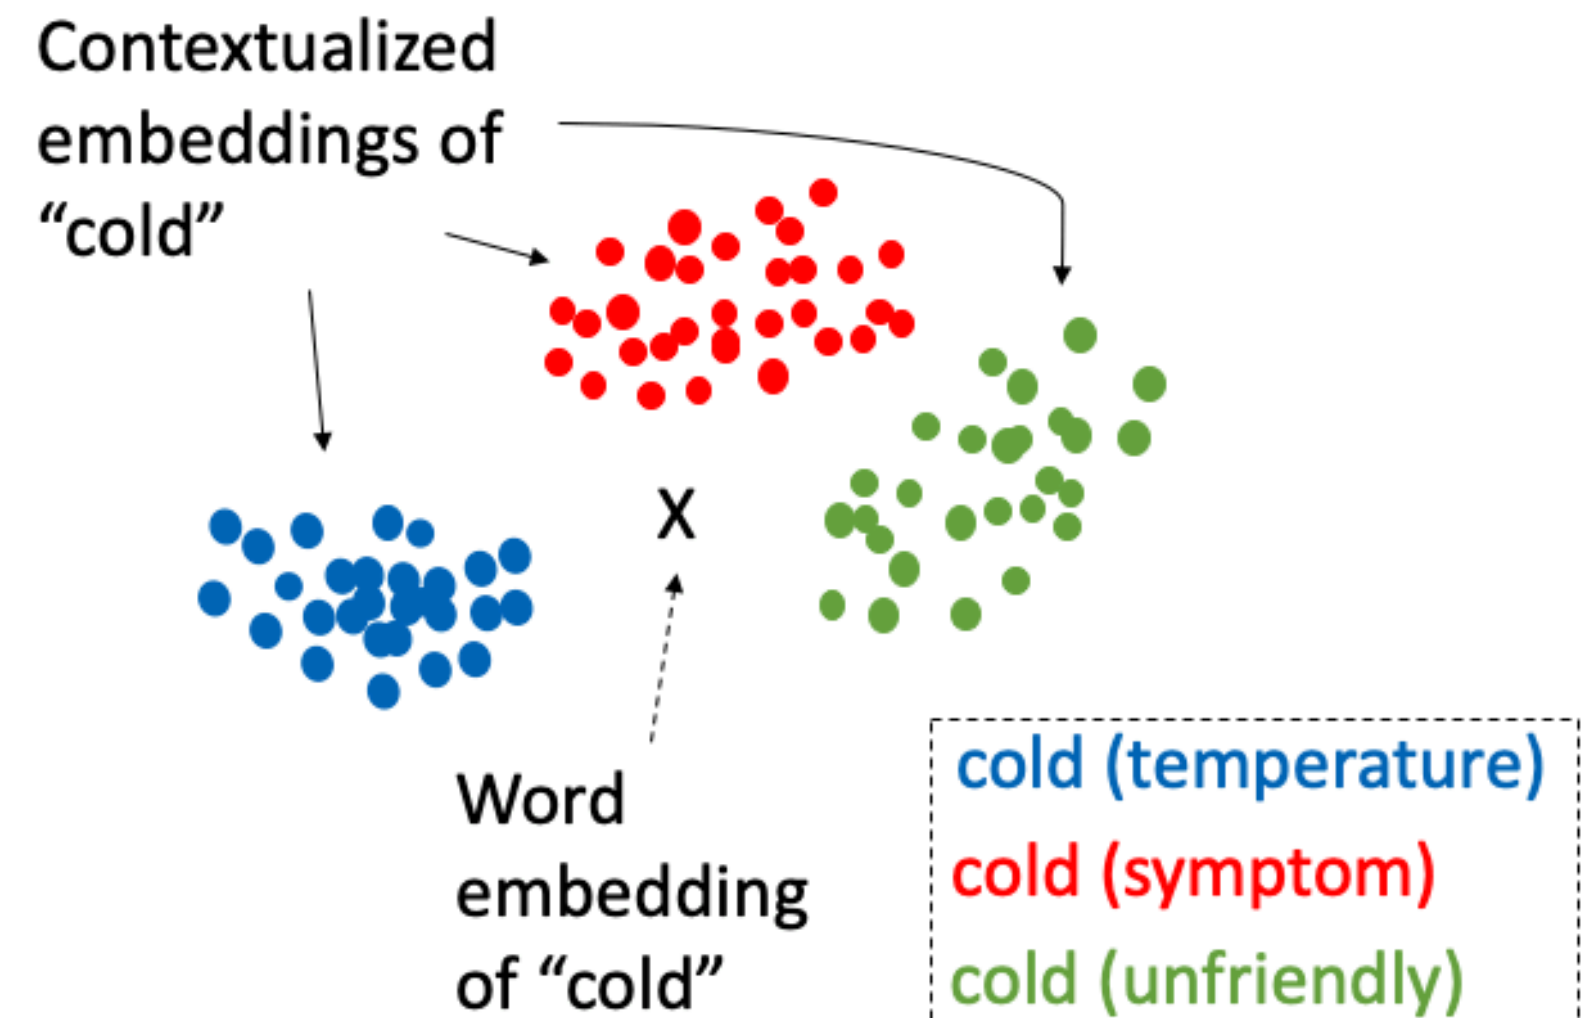 Contextualized
embeddings of
“cold”
X
Word
embedding
of “cold”
cold (temperature)
cold (symptom)
cold (unfriendly)